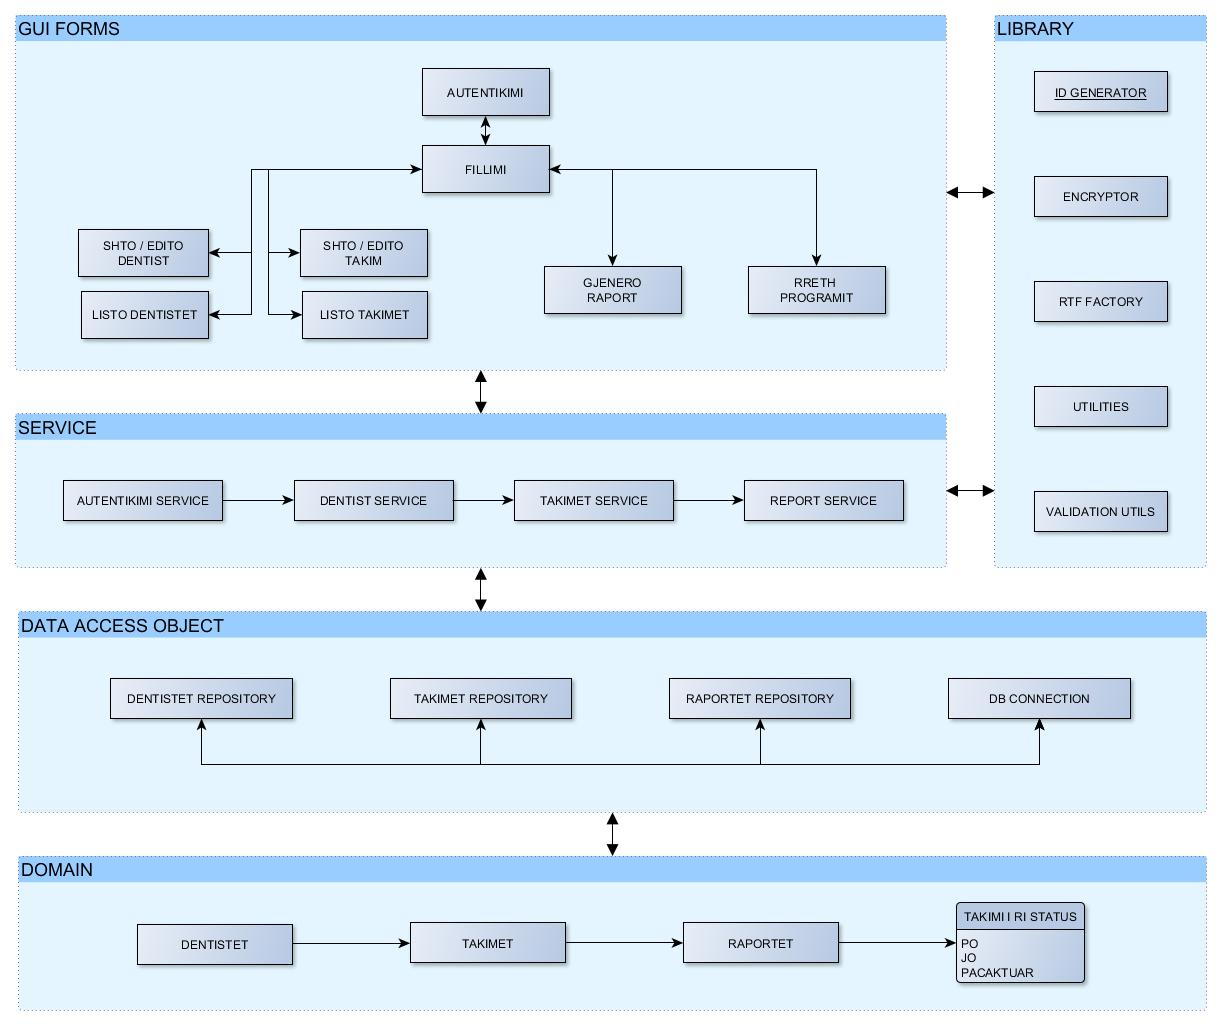 GUI FORMS
AUTENTIKIMI
FILLIMI
SHTO / EDITO
DENTIST
SHTO / EDITO
TAKIM
LISTO DENTISTET
LISTO TAKIMET
GJENERO
RAPORT
RRETH
PROGRAMIT
LIBRARY
ID GENERATOR
ENCRYPTOR
RTF FACTORY
UTILITIES
VALIDATION UTILS
SERVICE
AUTENTIKIMI SERVICE
DENTIST SERVICE
TAKIMET SERVICE
REPORT SERVICE
DATA ACCESS OBJECT
DENTISTET REPOSITORY
TAKIMET REPOSITORY
RAPORTET REPOSITORY
DB CONNECTION
DOMAIN
DENTISTET
TAKIMET
RAPORTET
TAKIMI I RI STATUS
PO
JO
PACAKTUAR